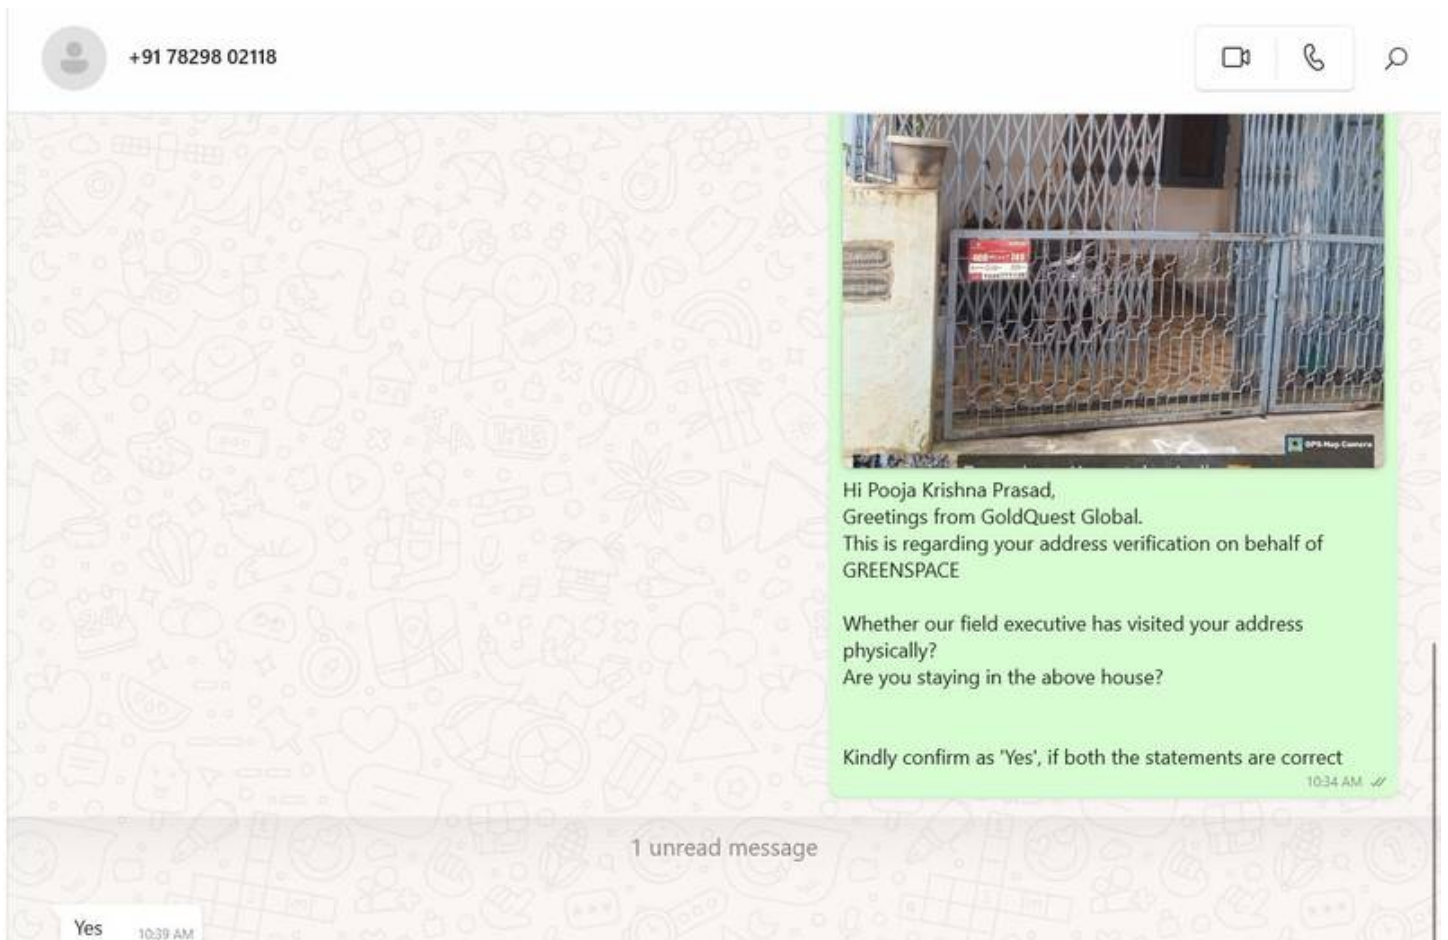 +91 78298 02118
GPS Map Camera
Hi Pooja Krishna Prasad,
Greetings from GoldQuest Global.
This is regarding your address verification on behalf of
GREENSPACE
Whether our field executive has visited your address
physically?
Are you staying in the above house?
Kindly confirm as 'Yes', if both the statements are correct
10:34 AM
1 unread message
Yes
10:39 AM